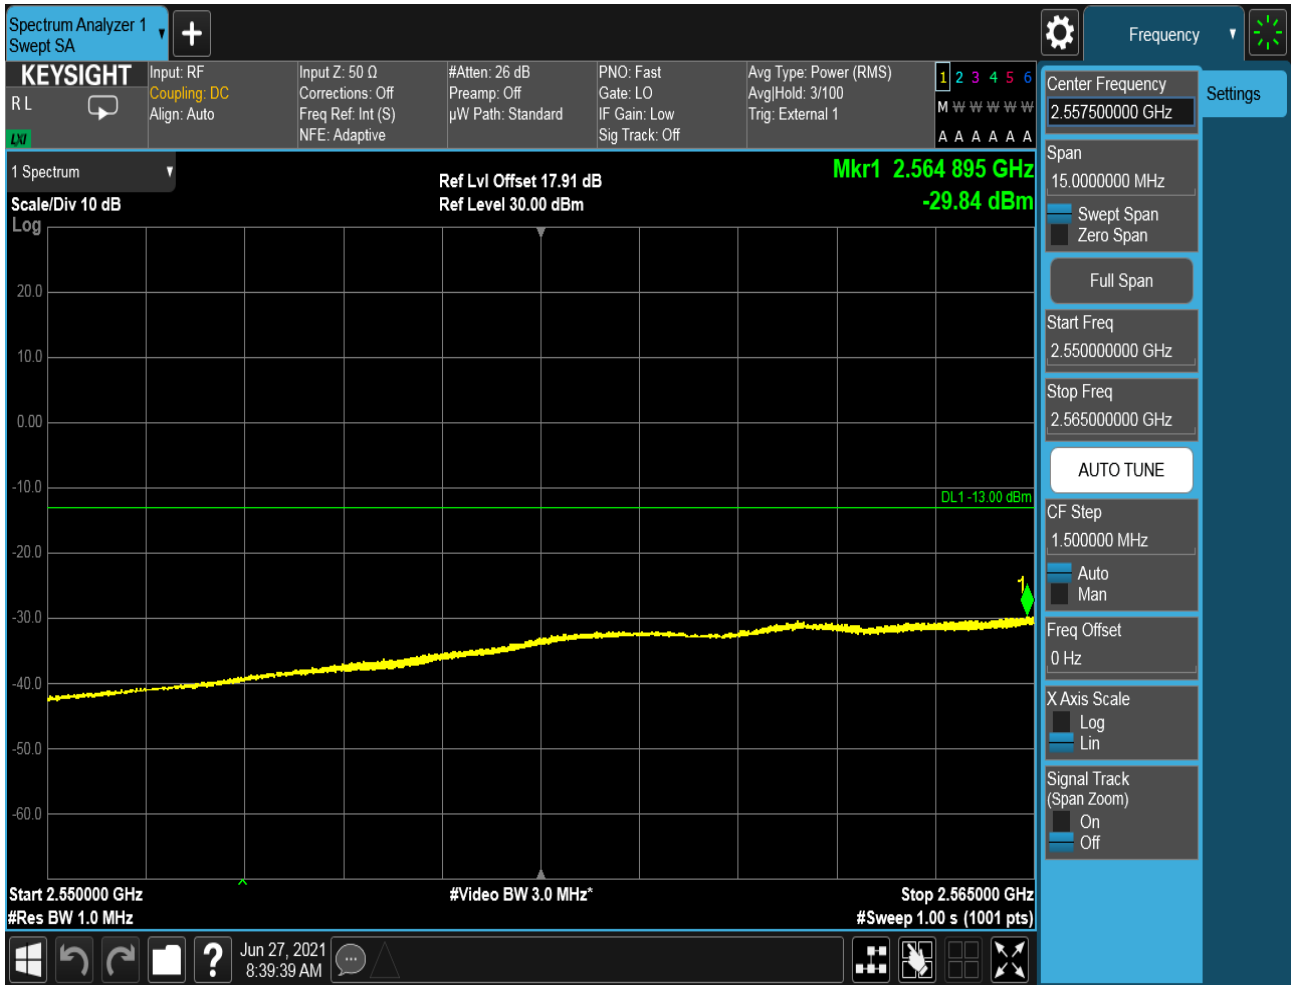 Spectrum Analyzer 1
Swept SA
Frequency
KEYSIGHT
R L
LXI
Input: RF
Coupling: DC
Align: Auto
Input Z: 50 Ω
Corrections: Off
Freq Ref: Int (S)
NFE: Adaptive
#Atten: 26 dB
Preamp: Off
µW Path: Standard
PNO: Fast
Gate: LO
IF Gain: Low
Sig Track: Off
Avg Type: Power (RMS)
Avg|Hold: 3/100
Trig: External 1
1 2 3 4 5 6
M W W W W W
A A A A A A
Center Frequency
2.557500000 GHz
Settings
1 Spectrum
Scale/Div 10 dB
Log
Ref Lvl Offset 17.91 dB
Ref Level 30.00 dBm
Mkr1 2.564 895 GHz
-29.84 dBm
20.0
10.0
0.00
-10.0
-20.0
-30.0
-40.0
-50.0
-60.0
DL1 -13.00 dBm
1
Start 2.550000 GHz
#Res BW 1.0 MHz
#Video BW 3.0 MHz*
Stop 2.565000 GHz
#Sweep 1.00 s (1001 pts)
Span
15.0000000 MHz
Swept Span
Zero Span
Full Span
Start Freq
2.550000000 GHz
Stop Freq
2.565000000 GHz
AUTO TUNE
CF Step
1.500000 MHz
Auto
Man
Freq Offset
0 Hz
X Axis Scale
Log
Lin
Signal Track
(Span Zoom)
On
Off
?
Jun 27, 2021
8:39:39 AM